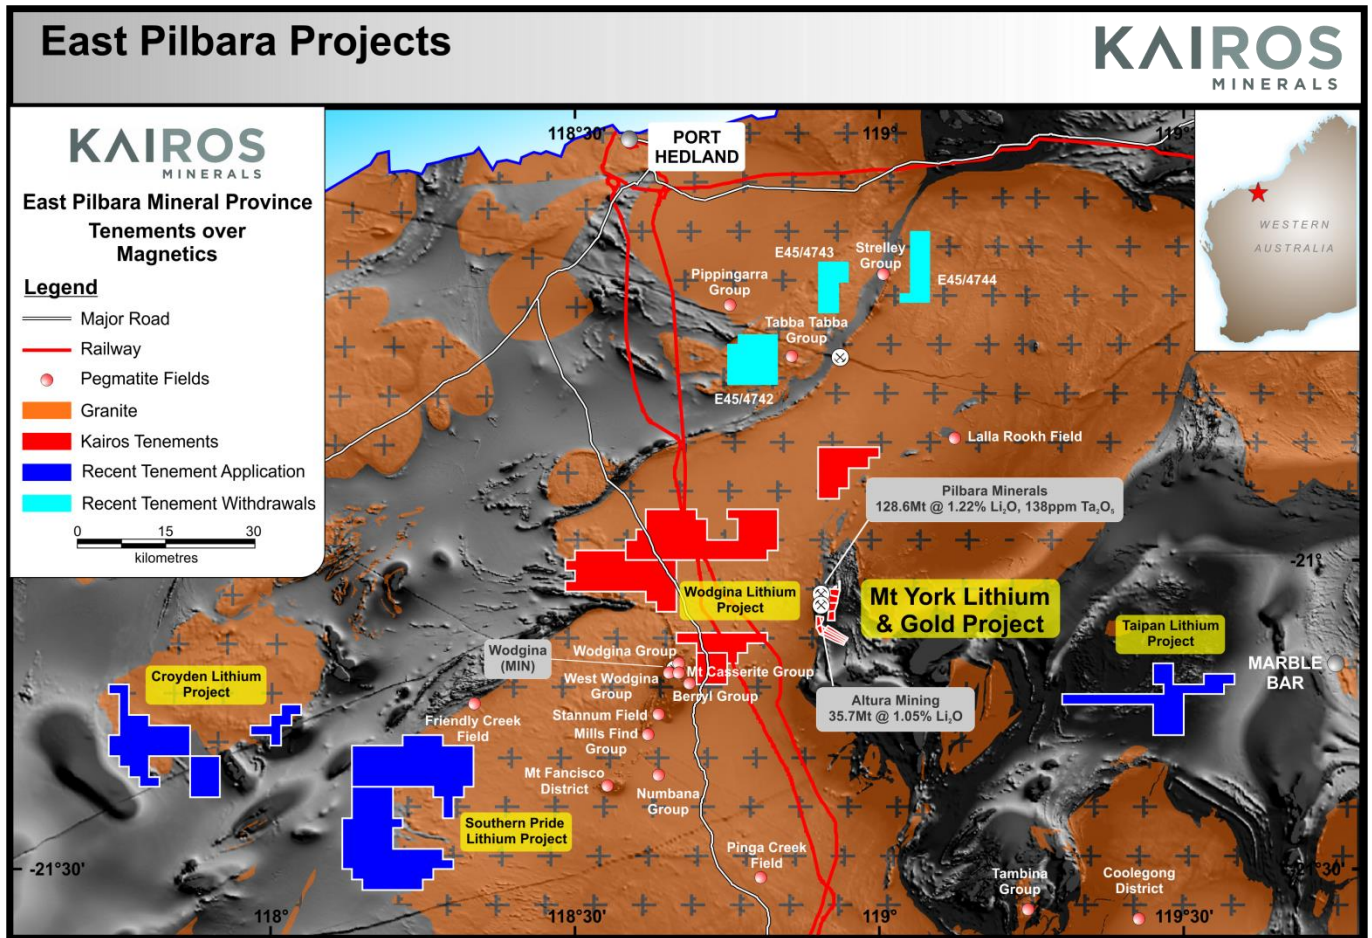 East Pilbara Projects
KAIROS
MINERALS
KAIROS
MINERALS
East Pilbara Mineral Province
Tenements over
Magnetics
Legend
Major Road
Railway
Pegmatite Fields
Granite
Kairos Tenements
Recent Tenement Application
Recent Tenement Withdrawals
0 15 30
kilometres
118°30'
PORT
HEDLAND
119°
WESTERN
AUSTRALIA
E45/4743
Strelley
Group
E45/4744
Pippingarra
Group
Tabba Tabba
Group
E45/4742
Lalla Rookh Field
Pilbara Minerals
128.6Mt @ 1.22% Li₂O, 138ppm Ta₂O₅
-21°
Wodgina Lithium
Project
Mt York Lithium
& Gold Project
Taipan Lithium
Project
MARBLE
BAR
Wodgina
(MIN)
Wodgina Group
Mt Casserite Group
West Wodgina
Group
Berryl Group
Croyden Lithium
Project
Friendly Creek
Field
Stannum Field
Mills Find
Group
Altura Mining
35.7Mt @ 1.05% Li₂O
Mt Fancisco
District
Numbana
Group
Southern Pride
Lithium Project
Pinga Creek
Field
Tambina
Group
Coolegong
District
-21°30'
-21°30'
118°
118°30'
119°
119°30'